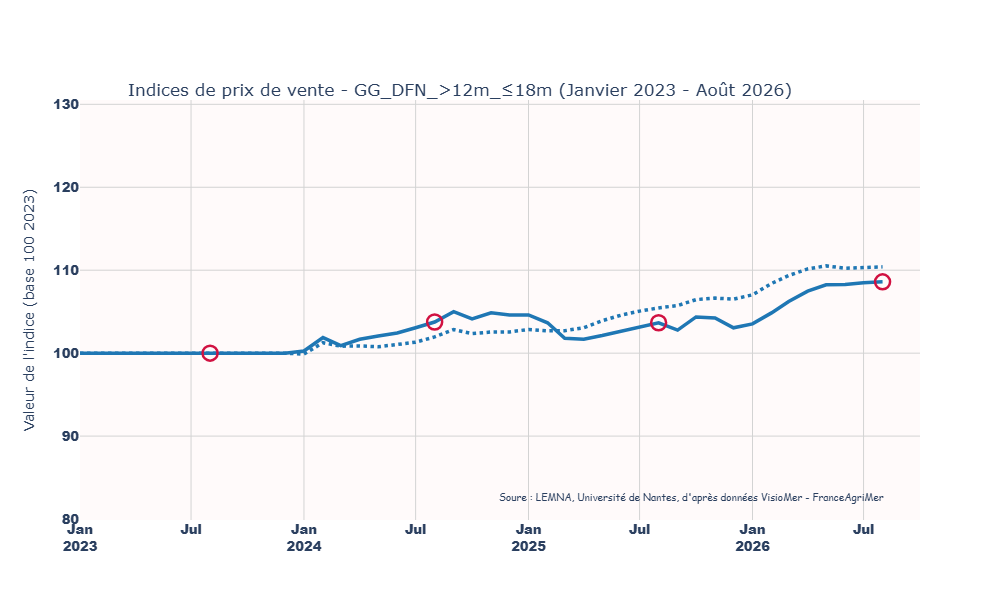 Indices de prix de vente - GG_DFN_>12m_≤18m (Janvier 2023 - Août 2026)
Valeur de l'indice (base 100 2023)
130
120
110
100
90
80
Soure : LEMNA, Université de Nantes, d'après données VisioMer - FranceAgriMer
Jan Jul Jan Jul Jan Jul Jan Jul
2023 2024 2025 2026